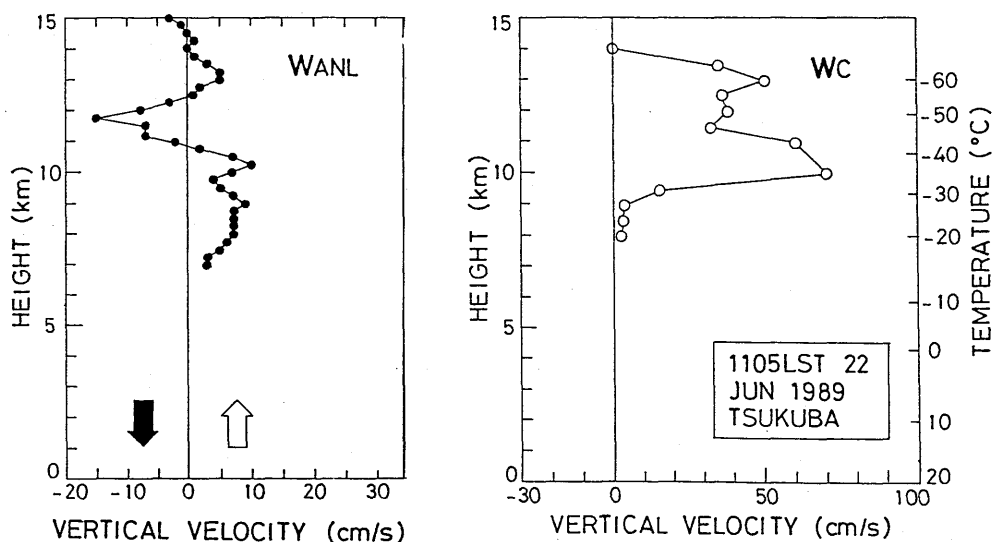 WANL
HEIGHT (km)
15
10
5
0
-20 -10 0 10 20 30
VERTICAL VELOCITY (cm/s)
WC
HEIGHT (km)
15
10
5
0
-30 0 50 100
VERTICAL VELOCITY (cm/s)
-60
-50
-40
-30
-20
-10
0
10
20
TEMPERATURE (°C)
1105LST 22
JUN 1989
TSUKUBA